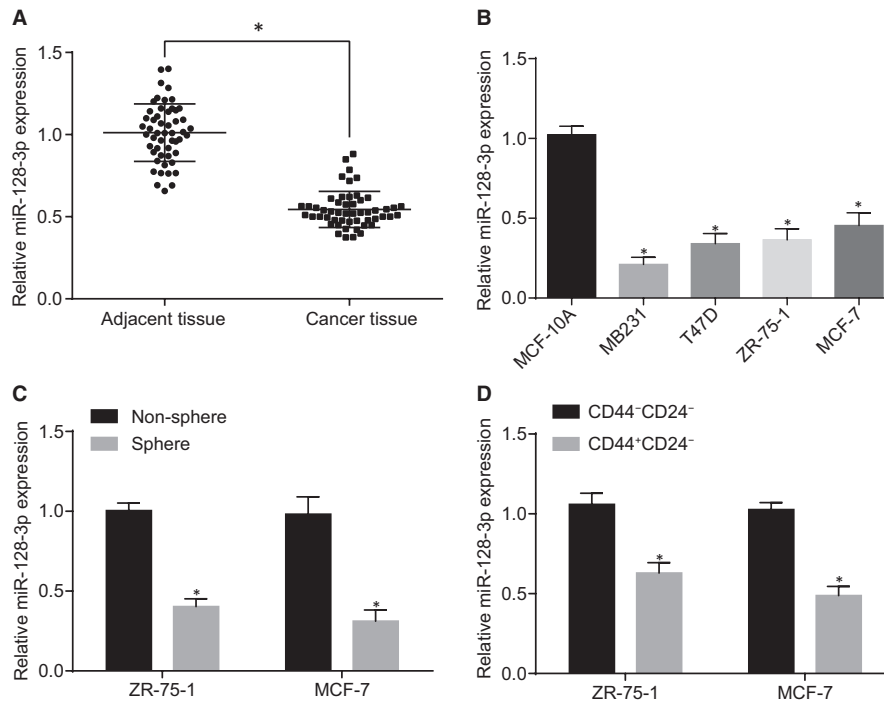 A
*
Relative miR-128-3p expression
1.5
1.0
0.5
0.0
Adjacent tissue
Cancer tissue
B
Relative miR-128-3p expression
1.5
1.0
0.5
0.0
*
*
*
*
MCF-10A
MB231
T47D
ZR-75-1
MCF-7
C
Non-sphere
Sphere
Relative miR-128-3p expression
1.5
1.0
0.5
0.0
*
*
ZR-75-1
MCF-7
D
CD44⁻CD24⁻
CD44⁺CD24⁻
Relative miR-128-3p expression
1.5
1.0
0.5
0.0
*
*
ZR-75-1
MCF-7